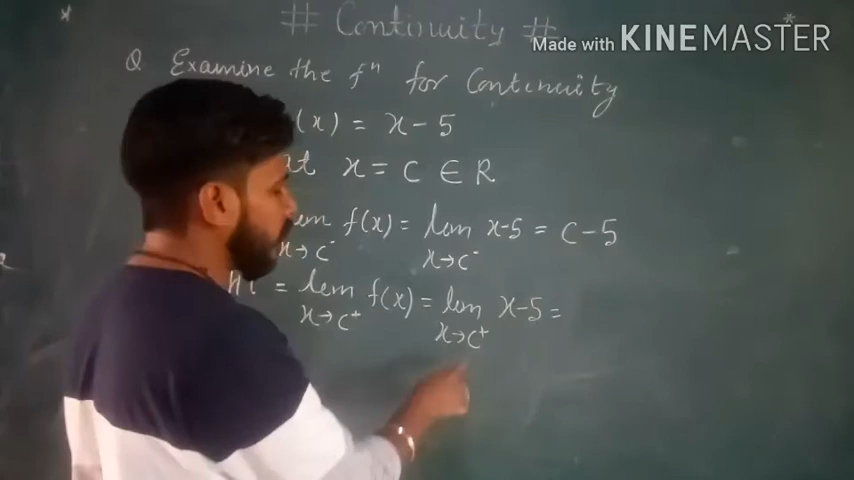 # Continuity #
Made with KINEMASTER
Q Examine the fⁿ for Continuity
(x) = x - 5
at x = C ∈ R
lim f(x) = lim x-5 = C-5
x→c⁻ x→c⁻
= lim f(x) = lim x-5 =
x→c⁺ x→c⁺